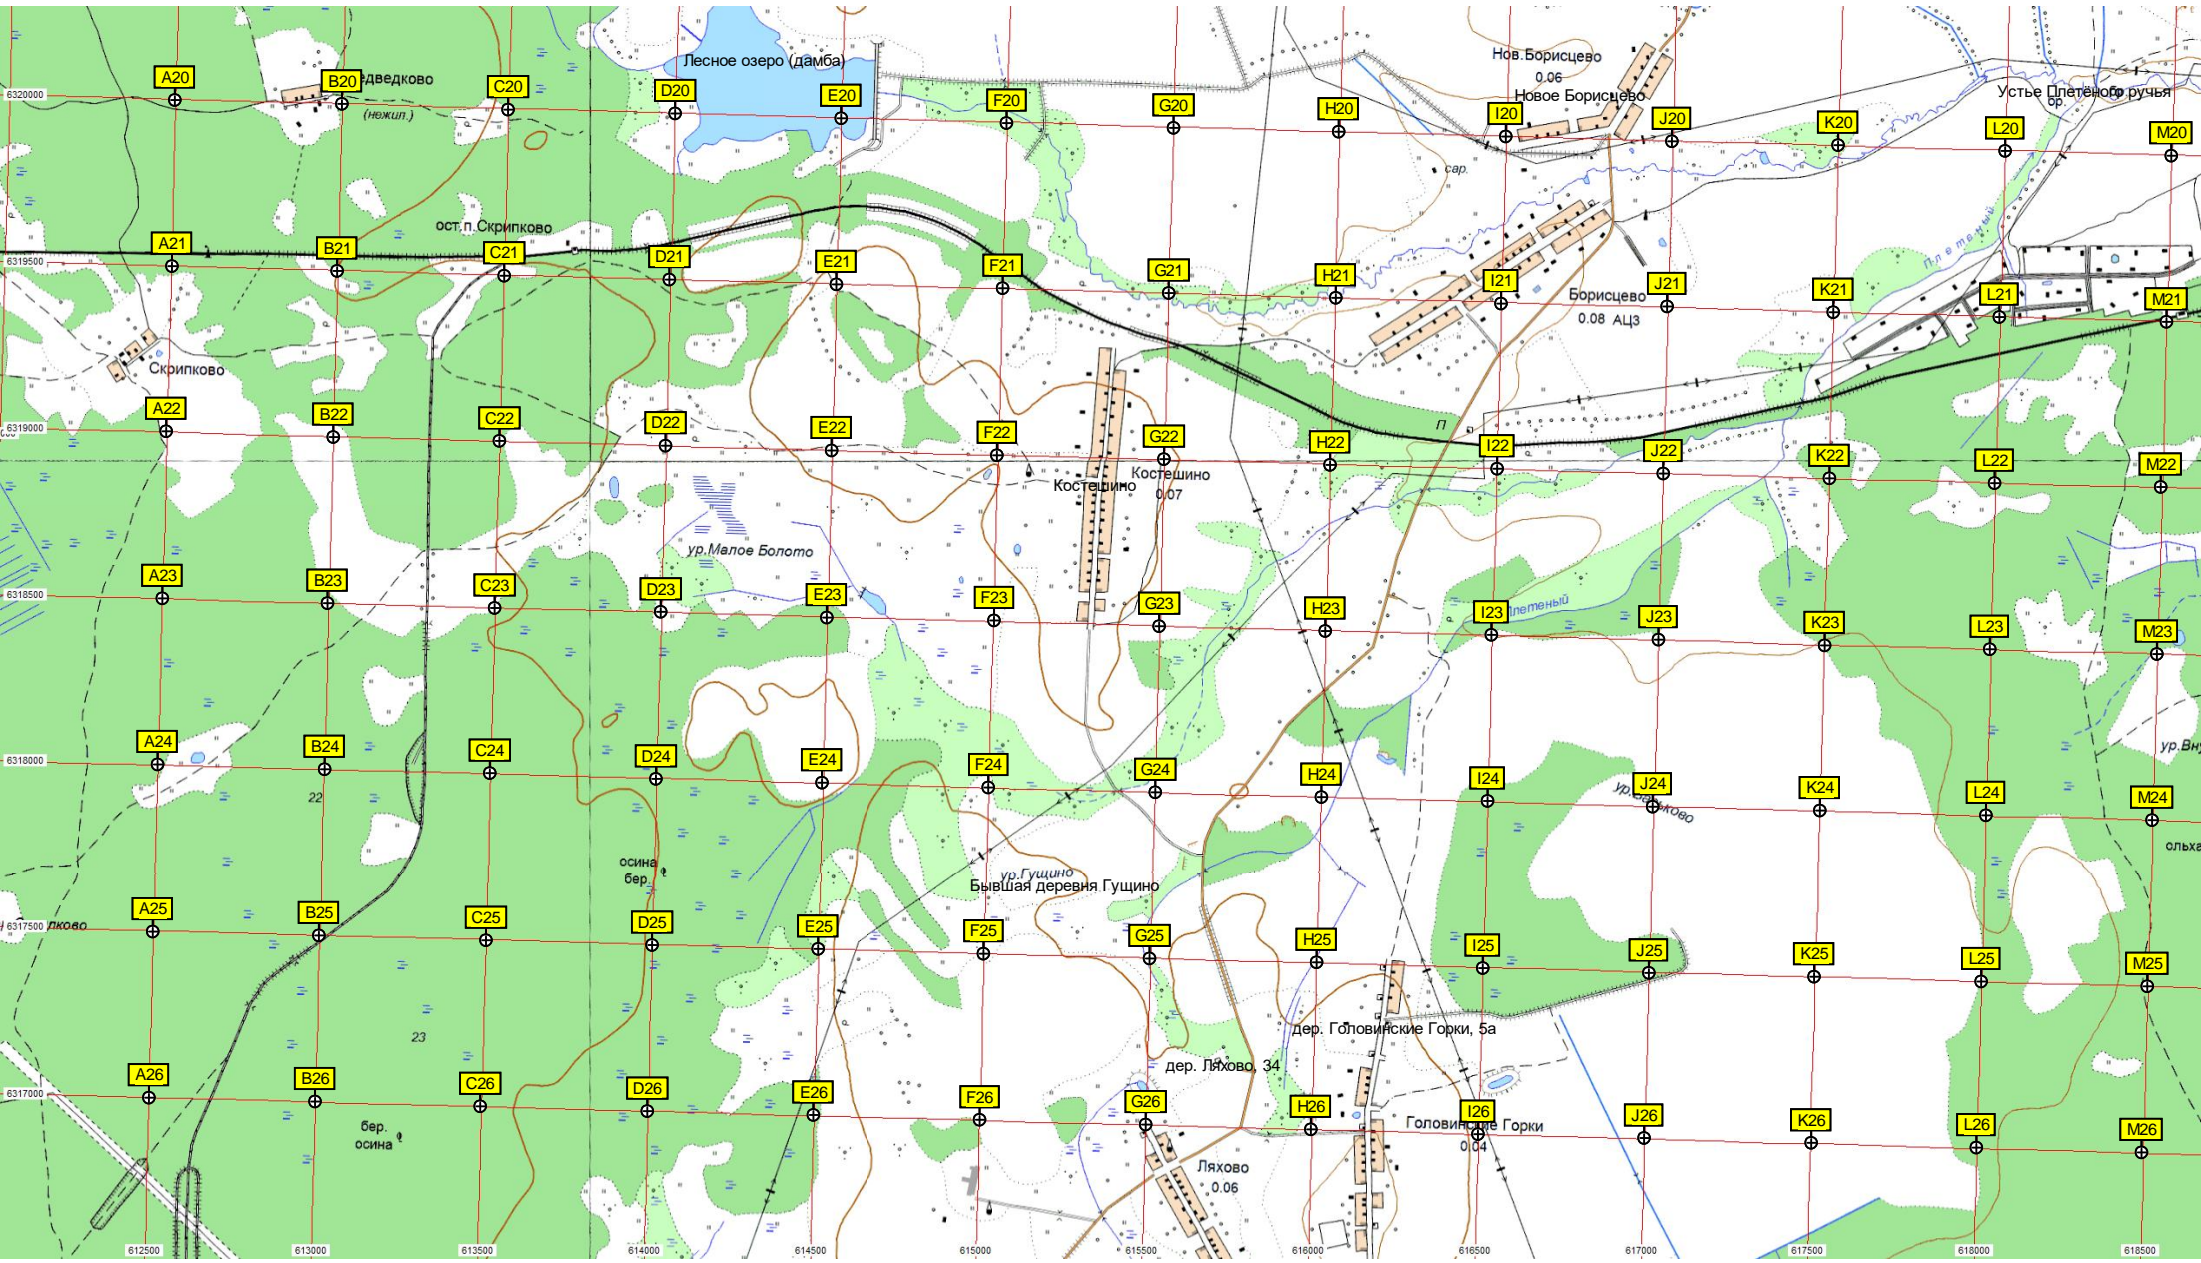 Лесное озеро (дамба)
Нов.Борисцево
0.06
Новое Борисцево
Устье Плетёного ручья
6320000
A20
B20
едведково
(нежил.)
C20
D20
E20
F20
G20
H20
I20
J20
K20
L20
M20
сар.
ост.п.Скрипково
Плетеный
6319500
A21
B21
C21
D21
E21
F21
G21
H21
I21
J21
K21
L21
M21
Борисцево
0.08 АЦЗ
Скрипково
6319000
A22
B22
C22
D22
E22
F22
G22
H22
П
I22
J22
K22
L22
M22
Костешино
Костешино
0.07
ур.Малое Болото
6318500
A23
B23
C23
D23
E23
F23
G23
H23
I23
Плетеный
J23
K23
L23
M23
6318000
A24
B24
C24
D24
E24
F24
G24
H24
I24
J24
K24
L24
M24
22
осина
бер.
ур.Гущино
Бывшая деревня Гущино
ольха
6317500
лково
A25
B25
C25
D25
E25
F25
G25
H25
I25
J25
K25
L25
M25
23
дер. Головинские Горки, 5а
дер. Ляхово, 34
6317000
A26
B26
C26
D26
E26
F26
G26
H26
I26
J26
K26
L26
M26
бер.
осина
Головинские Горки
0.04
Ляхово
0.06
612500
613000
613500
614000
614500
615000
615500
616000
616500
617000
617500
618000
618500